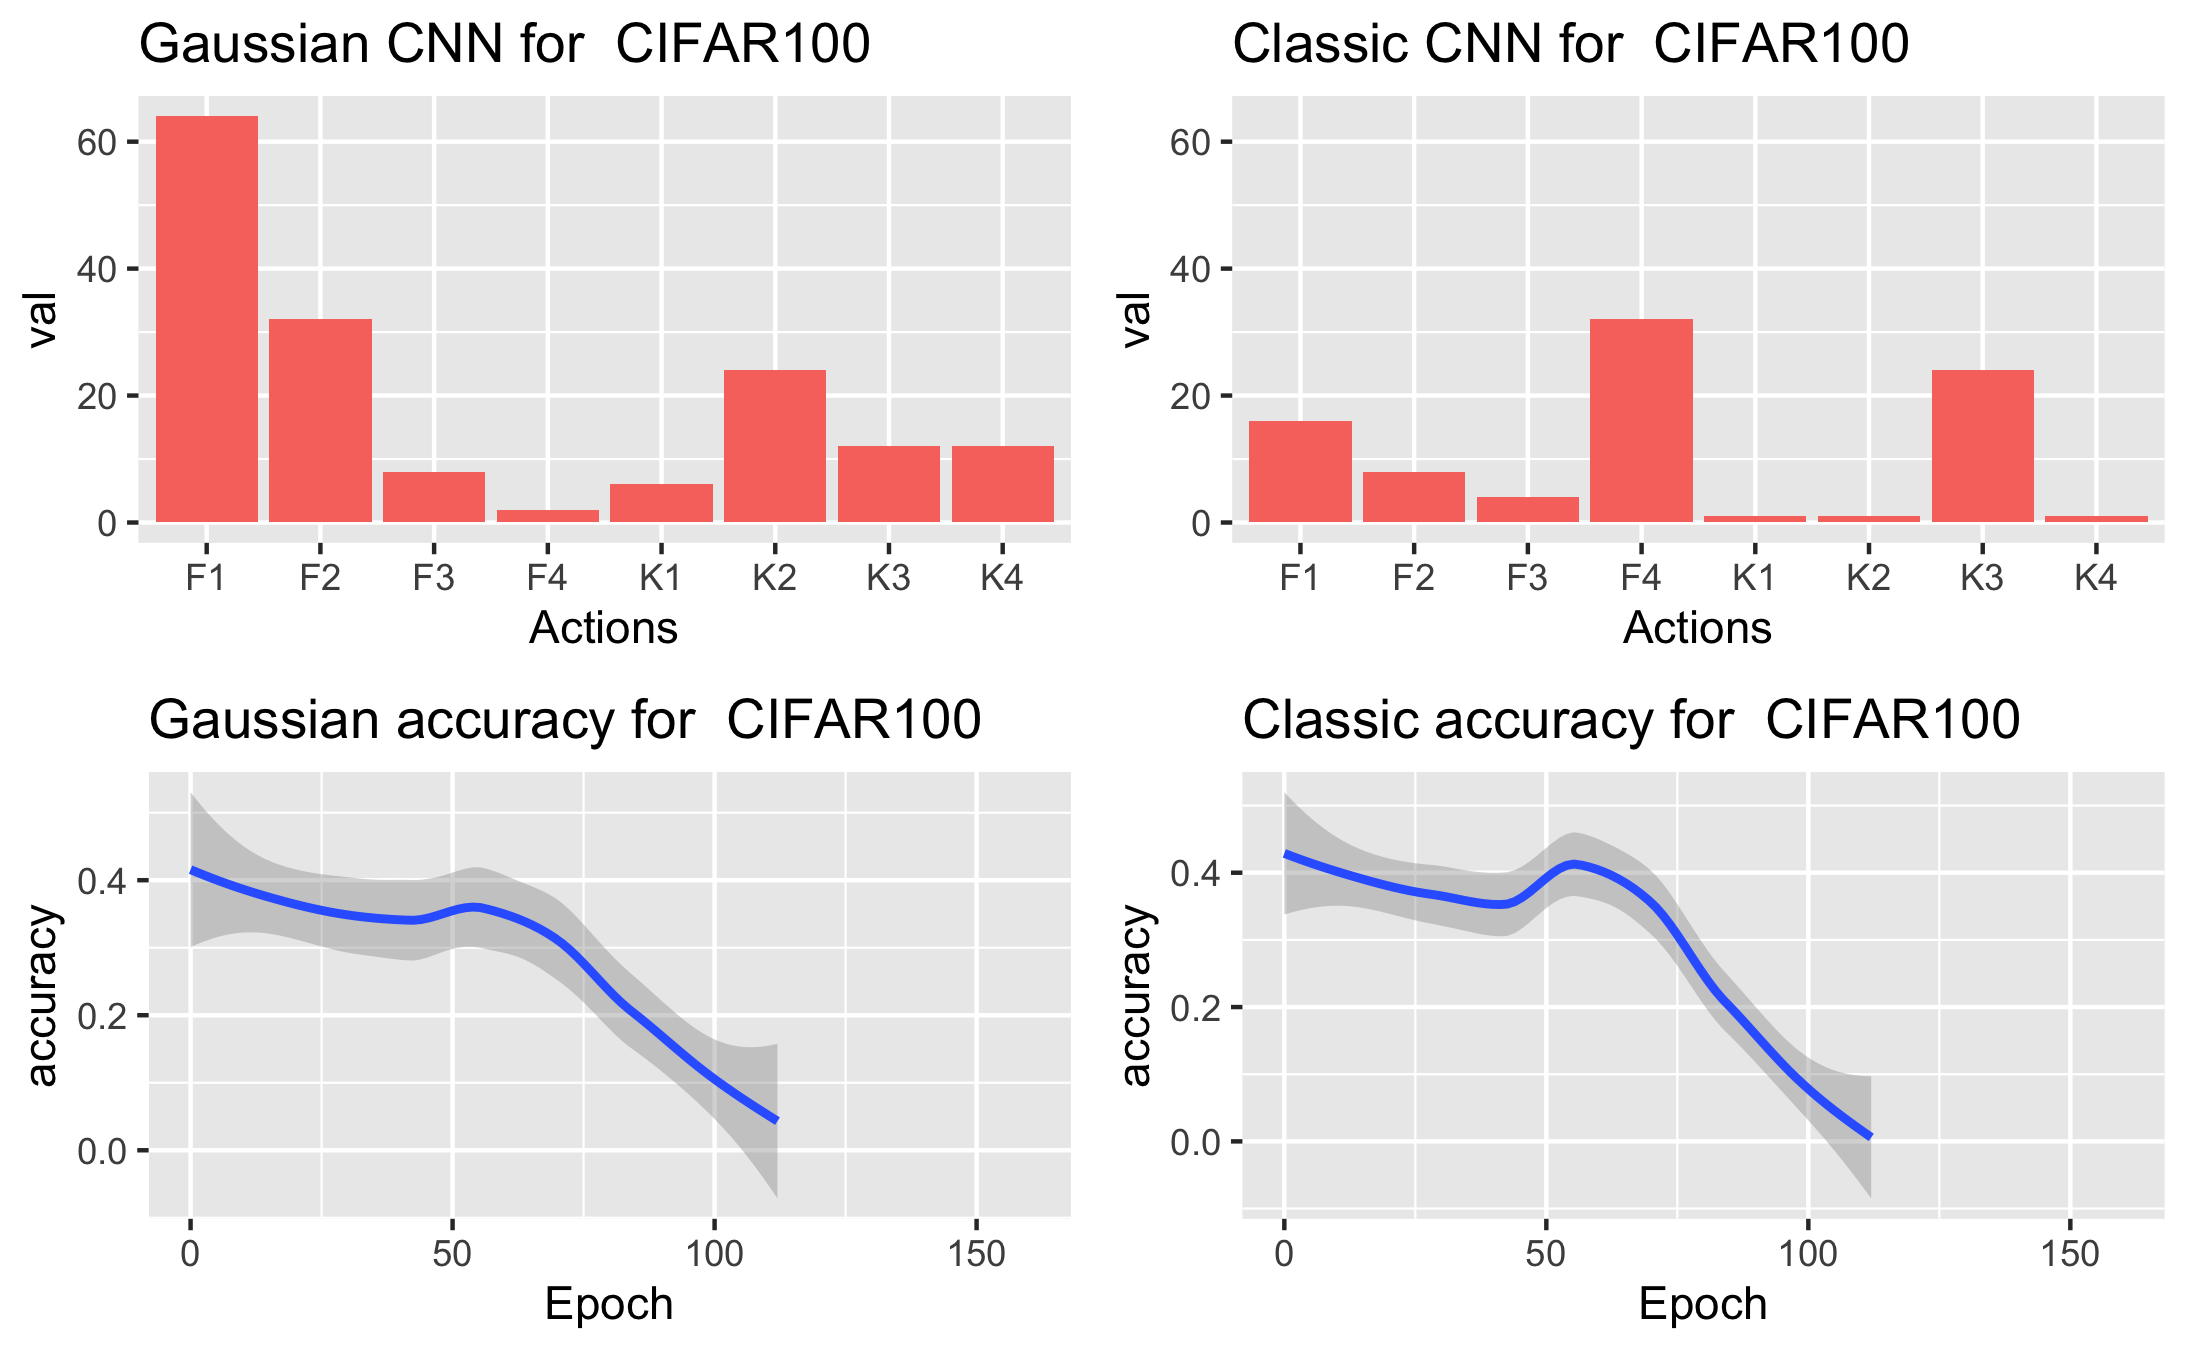 Gaussian CNN for  CIFAR100
60
40
20
0
val
F1 F2 F3 F4 K1 K2 K3 K4
Actions
Classic CNN for  CIFAR100
60
40
20
0
val
F1 F2 F3 F4 K1 K2 K3 K4
Actions
Gaussian accuracy for  CIFAR100
0.4
0.2
0.0
accuracy
0 50 100 150
Epoch
Classic accuracy for  CIFAR100
0.4
0.2
0.0
accuracy
0 50 100 150
Epoch